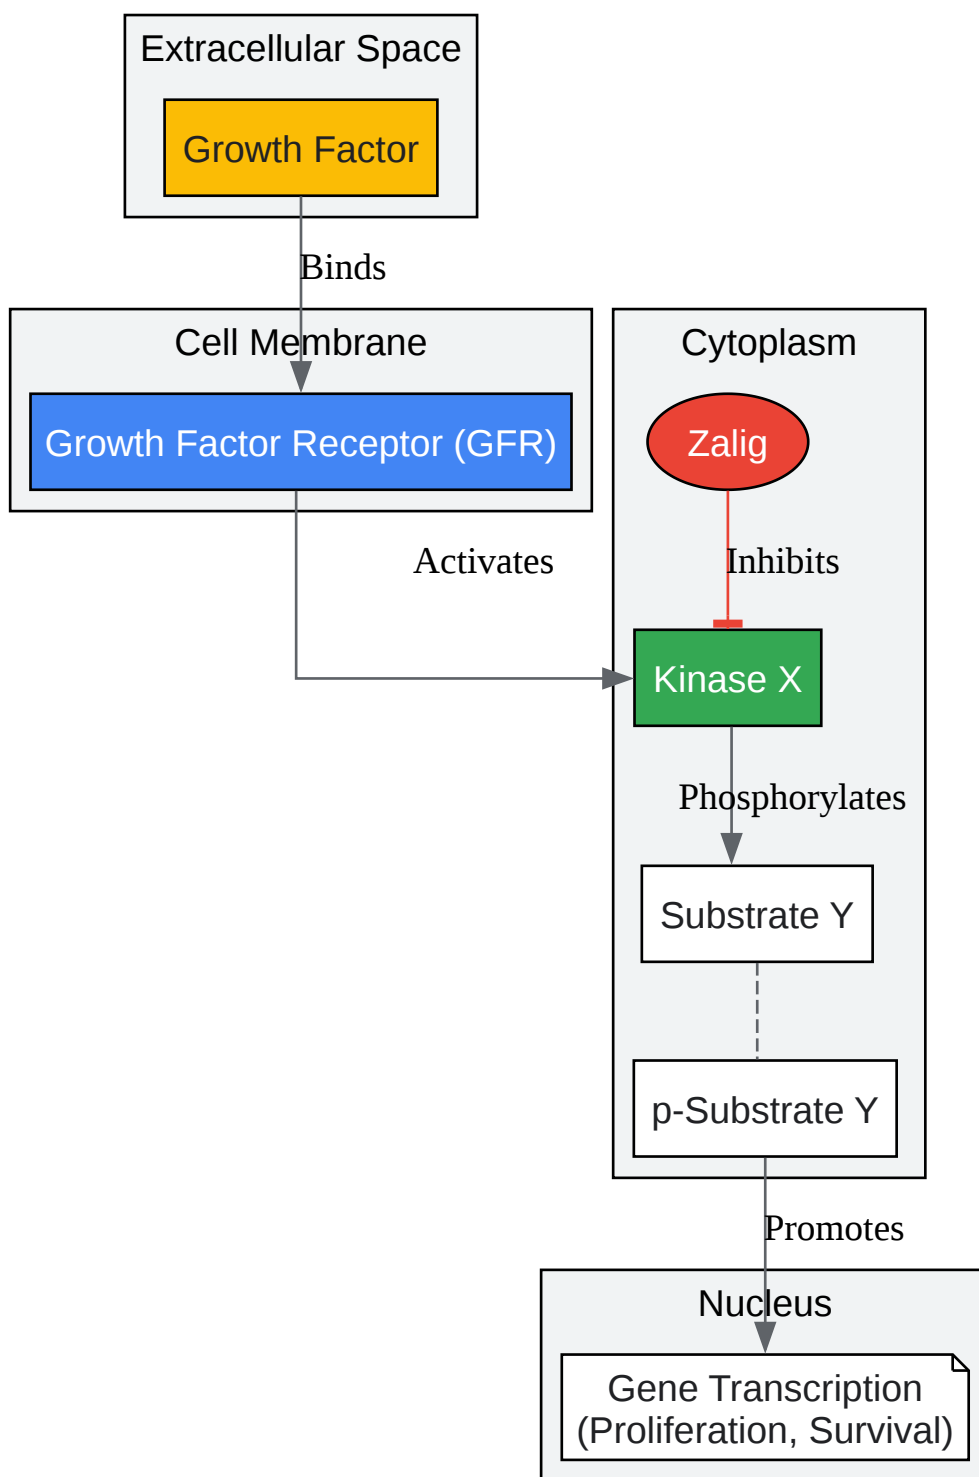 Extracellular Space
Growth Factor
Binds
Cell Membrane
Growth Factor Receptor (GFR)
Activates
Cytoplasm
Zalig
Inhibits
Kinase X
Phosphorylates
Substrate Y
p-Substrate Y
Promotes
Nucleus
Gene Transcription
(Proliferation, Survival)